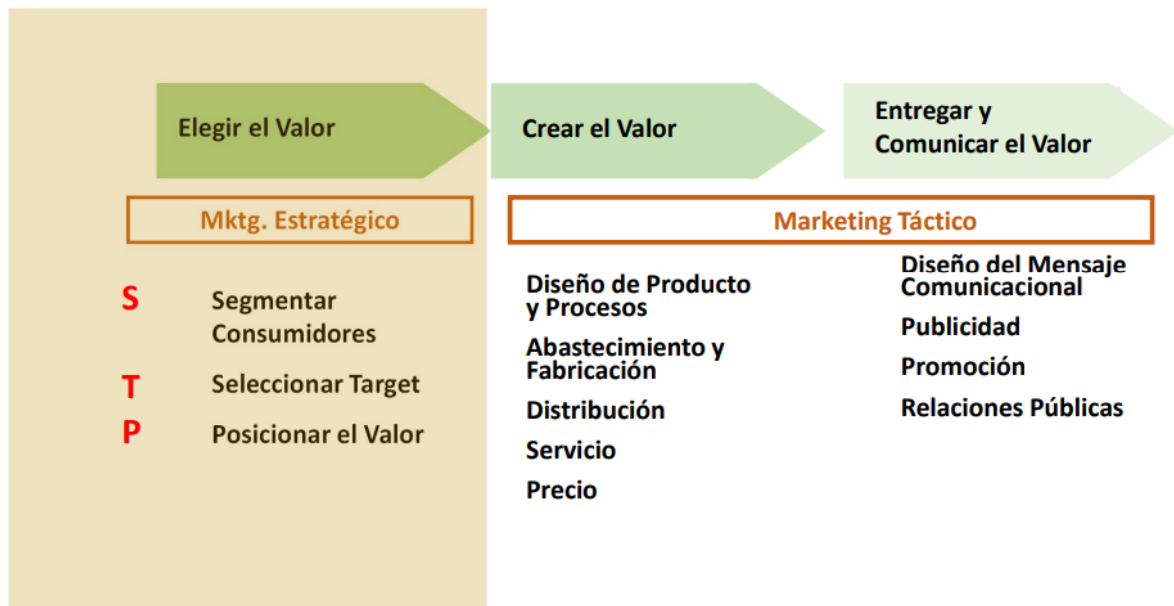 Elegir el Valor
Crear el Valor
Entregar y
Comunicar el Valor
Mktg. Estratégico
Marketing Táctico
S
Segmentar
Consumidores
T
Seleccionar Target
P
Posicionar el Valor
Diseño de Producto
y Procesos
Abastecimiento y
Fabricación
Distribución
Servicio
Precio
Diseño del Mensaje
Comunicacional
Publicidad
Promoción
Relaciones Públicas